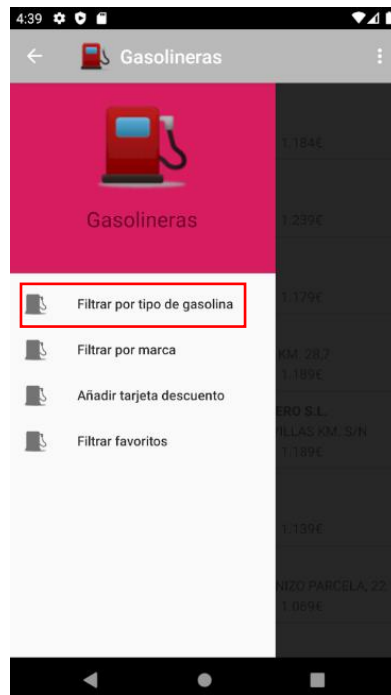 4:39
Gasolineras
Gasolineras
Filtrar por tipo de gasolina
Filtrar por marca
Añadir tarjeta descuento
Filtrar favoritos
1.184€
1.239€
1.179€
KM. 28,7
1.189€
ERO S.L.
ILLAS KM. S/N
1.189€
1.139€
NIZO PARCELA, 22
1.069€